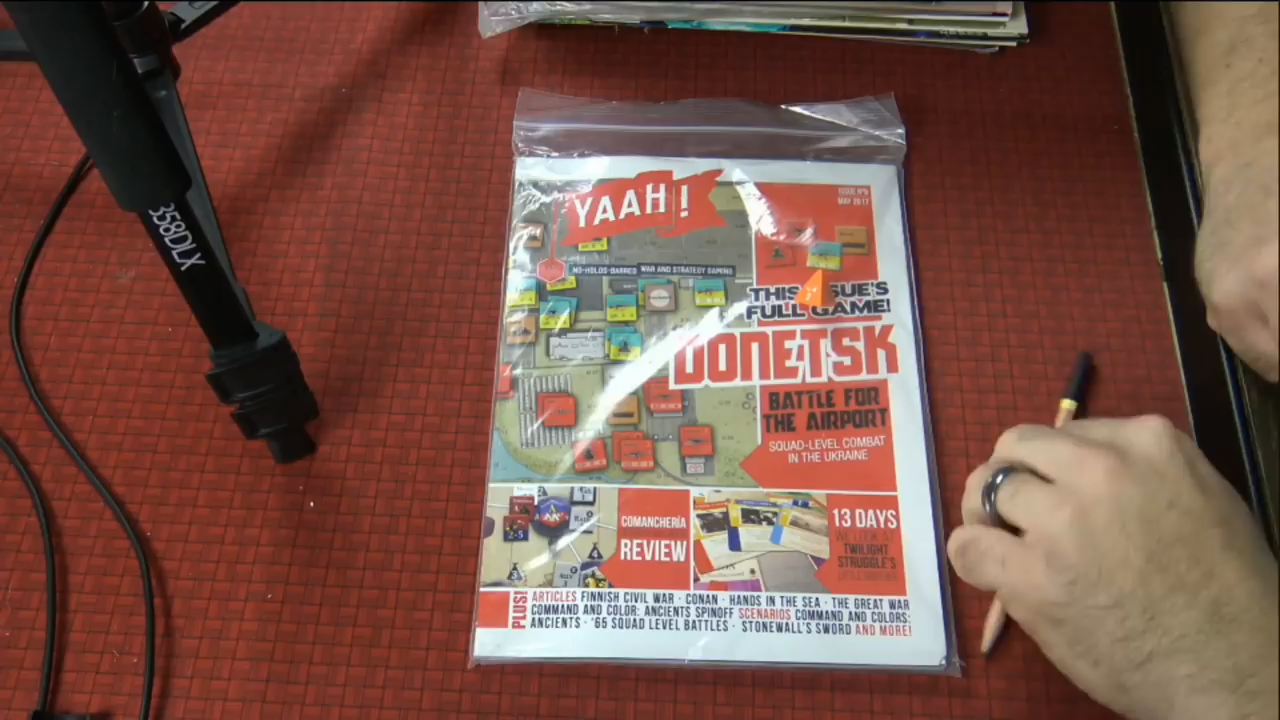 358DLX
YAAH!
ISSUE Nº9
MAY 2017
NO-HOLDS-BARRED WAR AND STRATEGY GAMING
THIS ISSUE'S
FULL GAME!
DONETSK
BATTLE FOR
THE AIRPORT
SQUAD-LEVEL COMBAT
IN THE UKRAINE
COMANCHERÍA
REVIEW
13 DAYS
WE LOOK AT
TWILIGHT
STRUGGLE'S
PLUS!
ARTICLES FINNISH CIVIL WAR · CONAN · HANDS IN THE SEA · THE GREAT WAR
COMMAND AND COLOR: ANCIENTS SPINOFF SCENARIOS COMMAND AND COLORS:
ANCIENTS · '65 SQUAD LEVEL BATTLES · STONEWALL'S SWORD AND MORE!